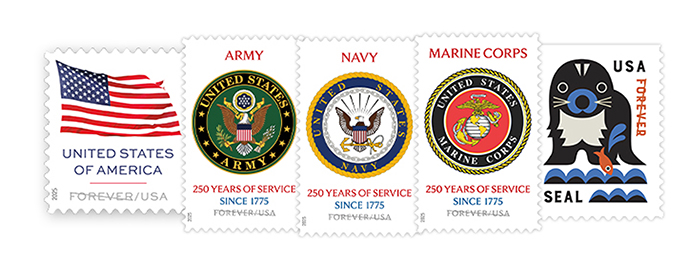 UNITED STATES
OF AMERICA
2025
FOREVER/USA
ARMY
UNITED STATES
ARMY
250 YEARS OF SERVICE
SINCE 1775
2025
FOREVER/USA
NAVY
UNITED STATES
NAVY
250 YEARS OF SERVICE
SINCE 1775
2025
FOREVER/USA
MARINE CORPS
UNITED STATES
MARINE CORPS
250 YEARS OF SERVICE
SINCE 1775
2025
FOREVER/USA
USA
FOREVER
SEAL